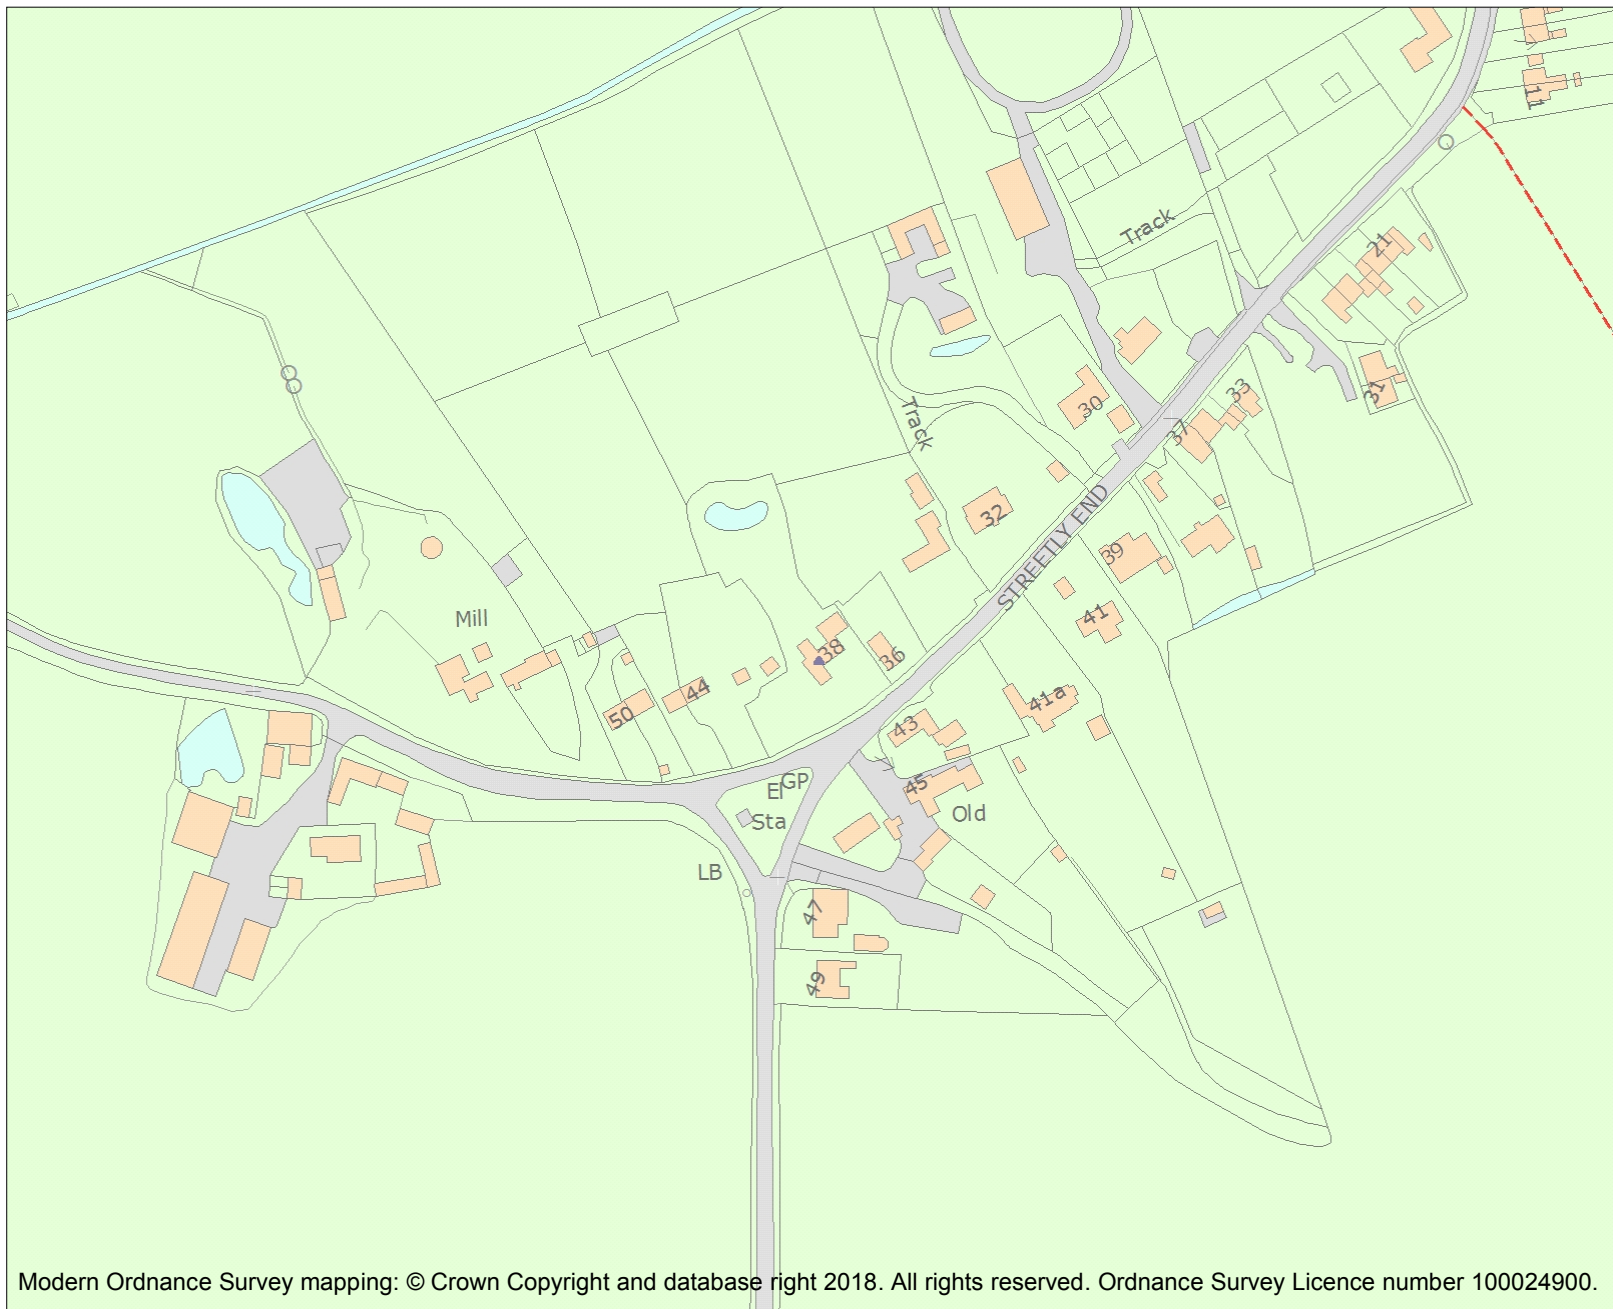 11
21
Track
31
33
30
37
Track
32
STREETLY END
39
41
Mill
38
36
44
41a
50
43
GP
El
Sta
45
Old
LB
47
49
Modern Ordnance Survey mapping: © Crown Copyright and database right 2018. All rights reserved. Ordnance Survey Licence number 100024900.